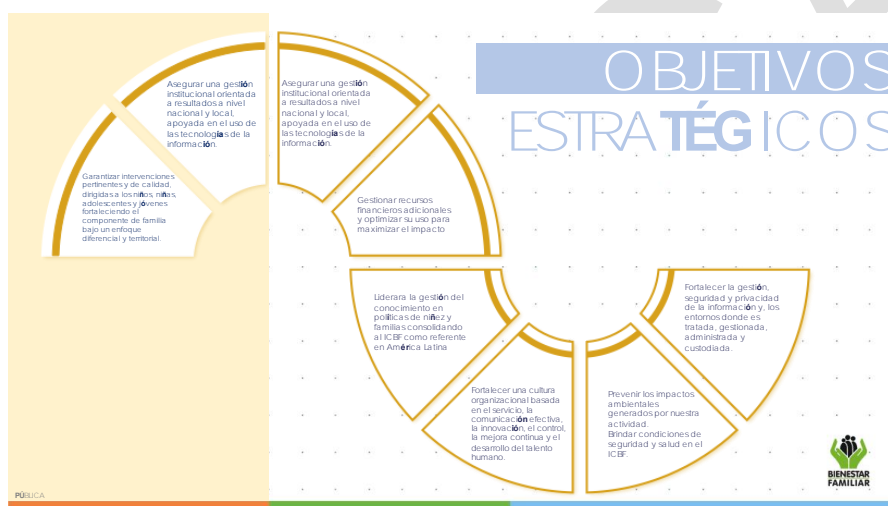 OBJETIVOS
ESTRATÉGICOS
Garantizar intervenciones
pertinentes y de calidad,
dirigidas a los niños, niñas,
adolescentes y jóvenes
fortaleciendo el
componente de familia
bajo un enfoque
diferencial y territorial.
Asegurar una gestión
institucional orientada
a resultados a nivel
nacional y local,
apoyada en el uso de
las tecnologías de la
información.
Asegurar una gestión
institucional orientada
a resultados a nivel
nacional y local,
apoyada en el uso de
las tecnologías de la
información.
Gestionar recursos
financieros adicionales
y optimizar su uso para
maximizar el impacto
Liderara la gestión del
conocimiento en
políticas de niñez y
familias consolidando
al ICBF como referente
en América Latina
Fortalecer una cultura
organizacional basada
en el servicio, la
comunicación efectiva,
la innovación, el control,
la mejora continua y el
desarrollo del talento
humano.
Prevenir los impactos
ambientales
generados por nuestra
actividad.
Brindar condiciones de
seguridad y salud en el
ICBF.
Fortalecer la gestión,
seguridad y privacidad
de la información y, los
entornos donde es
tratada, gestionada,
administrada y
custodiada.
BIENESTAR
FAMILIAR
PÚBLICA